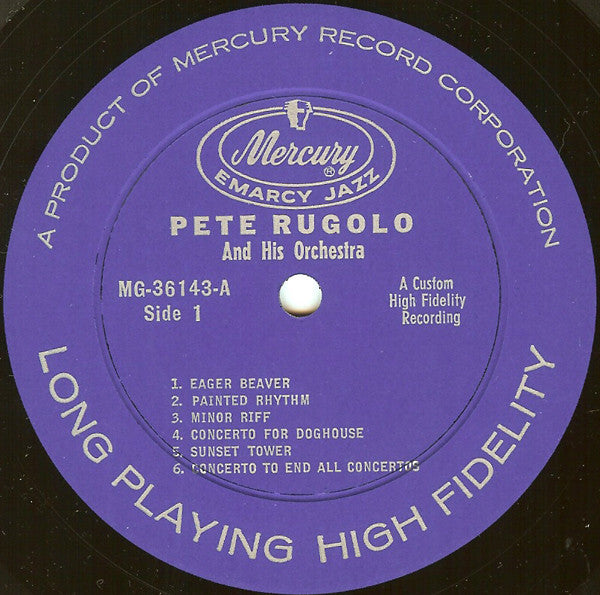 A PRODUCT OF MERCURY RECORD CORPORATION
Mercury
®
EMARCY JAZZ
PETE RUGOLO
And His Orchestra
MG-36143-A
Side 1
A Custom
High Fidelity
Recording
1. EAGER BEAVER
2. PAINTED RHYTHM
3. MINOR RIFF
4. CONCERTO FOR DOGHOUSE
5. SUNSET TOWER
6. CONCERTO TO END ALL CONCERTOS
LONG PLAYING HIGH FIDELITY